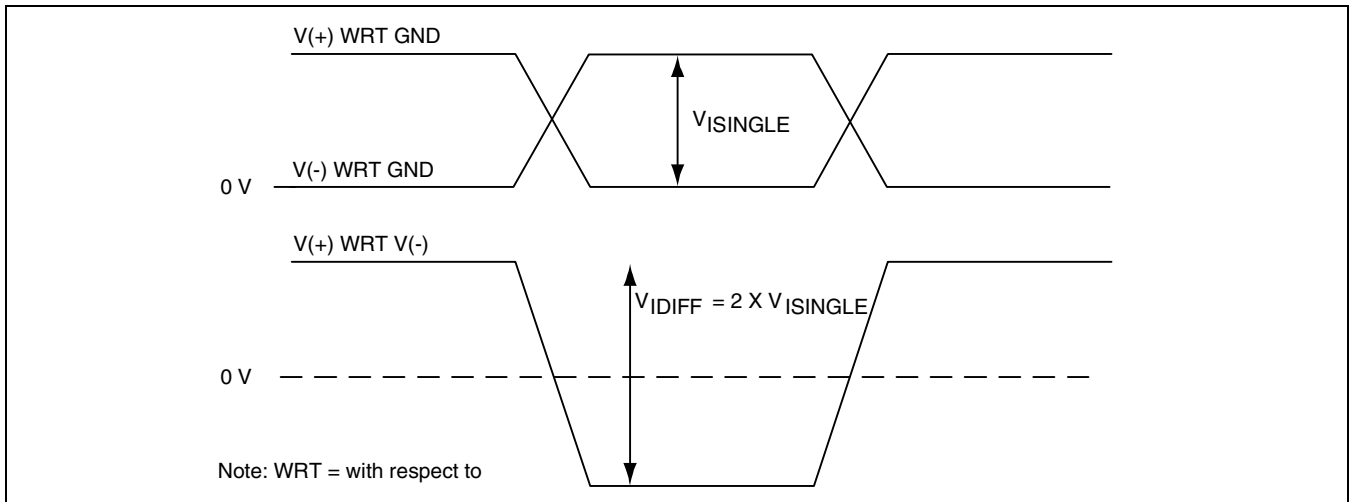 V(+) WRT GND
VISINGLE
V(-) WRT GND
0 V
V(+) WRT V(-)
VIDIFF = 2 X VISINGLE
0 V
Note: WRT = with respect to